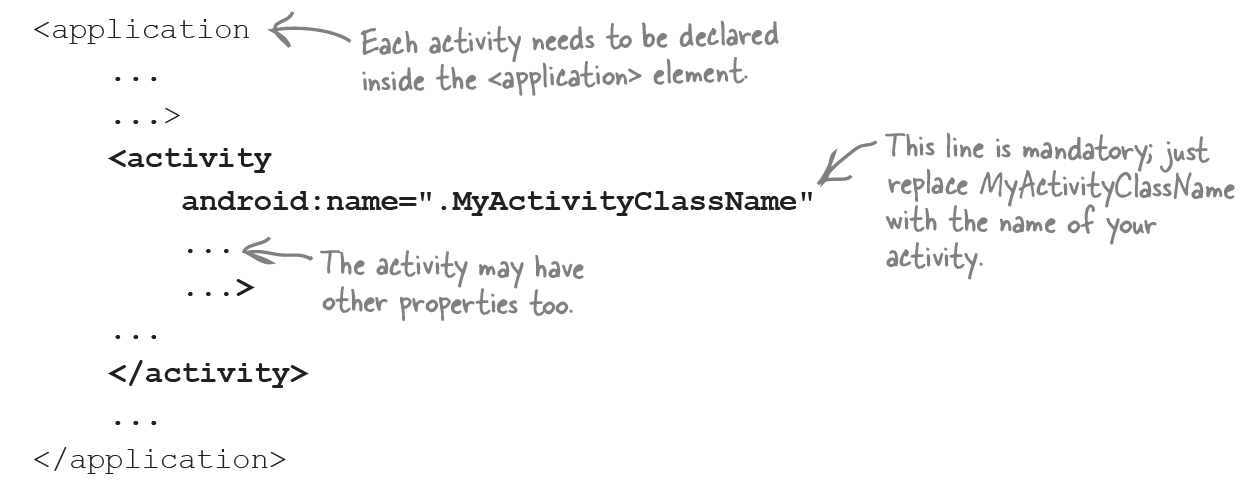 <application
Each activity needs to be declared
inside the <application> element.
...
...>
<activity
android:name=".MyActivityClassName"
This line is mandatory; just
replace MyActivityClassName
with the name of your
activity.
...
The activity may have
other properties too.
...>
...
</activity>
...
</application>